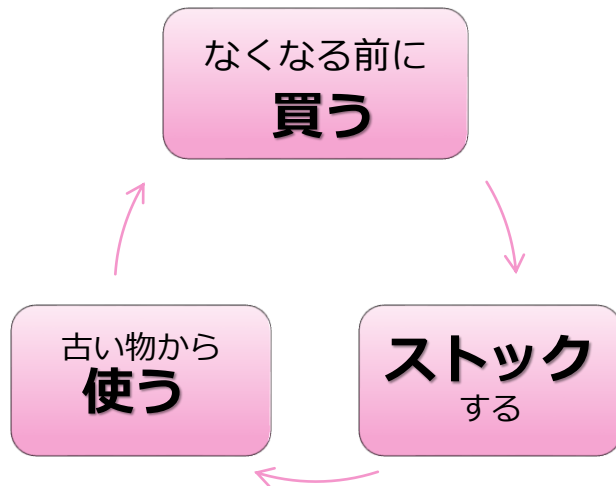 なくなる前に
買う
ストック
する
古い物から
使う